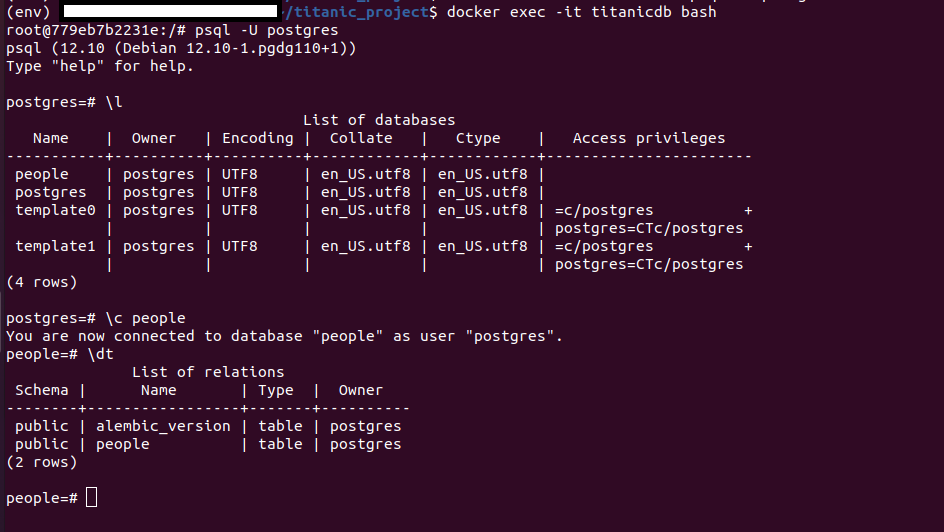 (env) /titanic_project$ docker exec -it titanicdb bash
root@779eb7b2231e:/# psql -U postgres
psql (12.10 (Debian 12.10-1.pgdg110+1))
Type "help" for help.

postgres=# \l
                                 List of databases
   Name    |  Owner   | Encoding |  Collate   |   Ctype    |   Access privileges
-----------+----------+----------+------------+------------+-----------------------
 people    | postgres | UTF8     | en_US.utf8 | en_US.utf8 |
 postgres  | postgres | UTF8     | en_US.utf8 | en_US.utf8 |
 template0 | postgres | UTF8     | en_US.utf8 | en_US.utf8 | =c/postgres          +
           |          |          |            |            | postgres=CTc/postgres
 template1 | postgres | UTF8     | en_US.utf8 | en_US.utf8 | =c/postgres          +
           |          |          |            |            | postgres=CTc/postgres
(4 rows)

postgres=# \c people
You are now connected to database "people" as user "postgres".
people=# \dt
              List of relations
 Schema |      Name       | Type  |  Owner
--------+-----------------+-------+----------
 public | alembic_version | table | postgres
 public | people          | table | postgres
(2 rows)

people=#